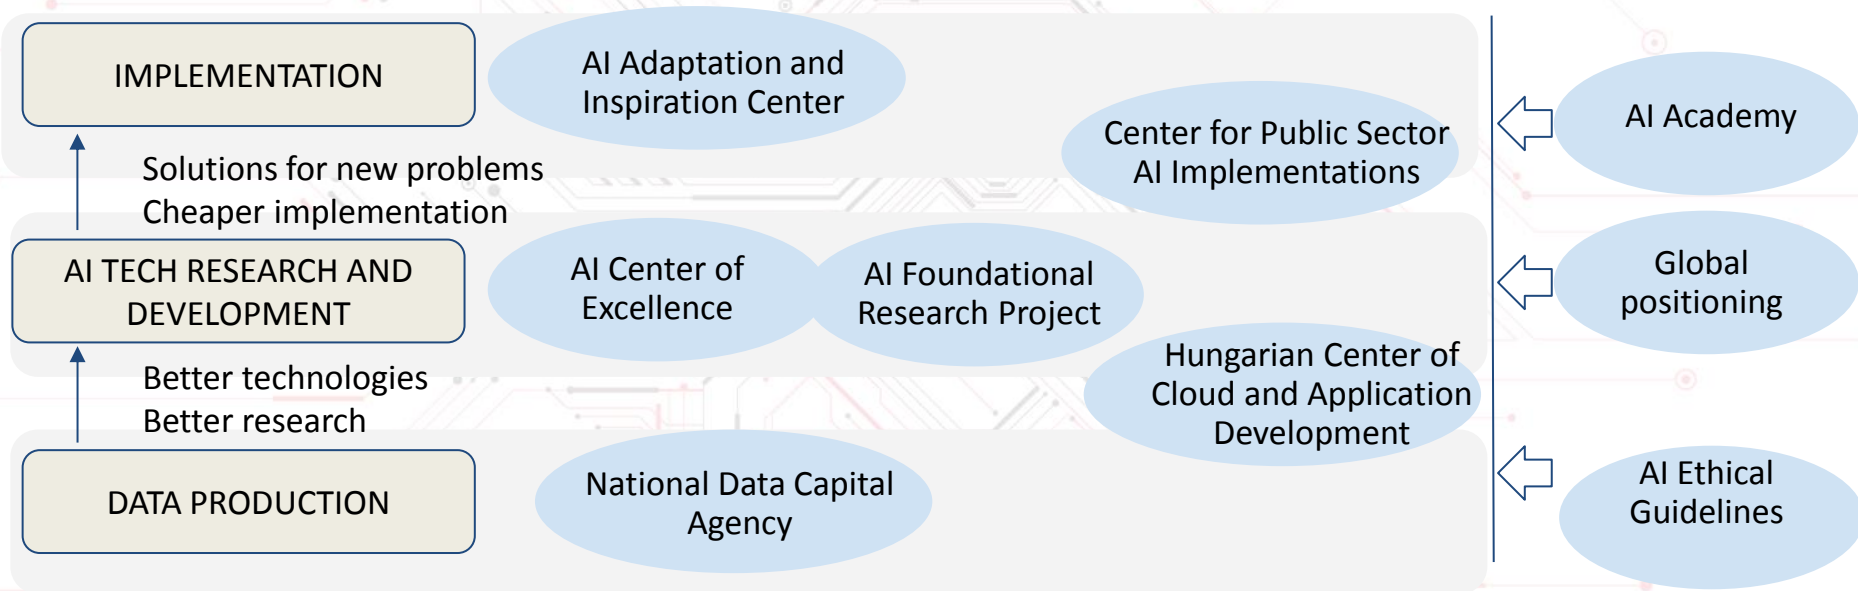 IMPLEMENTATION
AI Adaptation and
Inspiration Center
Center for Public Sector
AI Implementations
AI Academy
Solutions for new problems
Cheaper implementation
AI TECH RESEARCH AND
DEVELOPMENT
AI Center of
Excellence
AI Foundational
Research Project
Global
positioning
Better technologies
Better research
Hungarian Center of
Cloud and Application
Development
DATA PRODUCTION
National Data Capital
Agency
AI Ethical
Guidelines